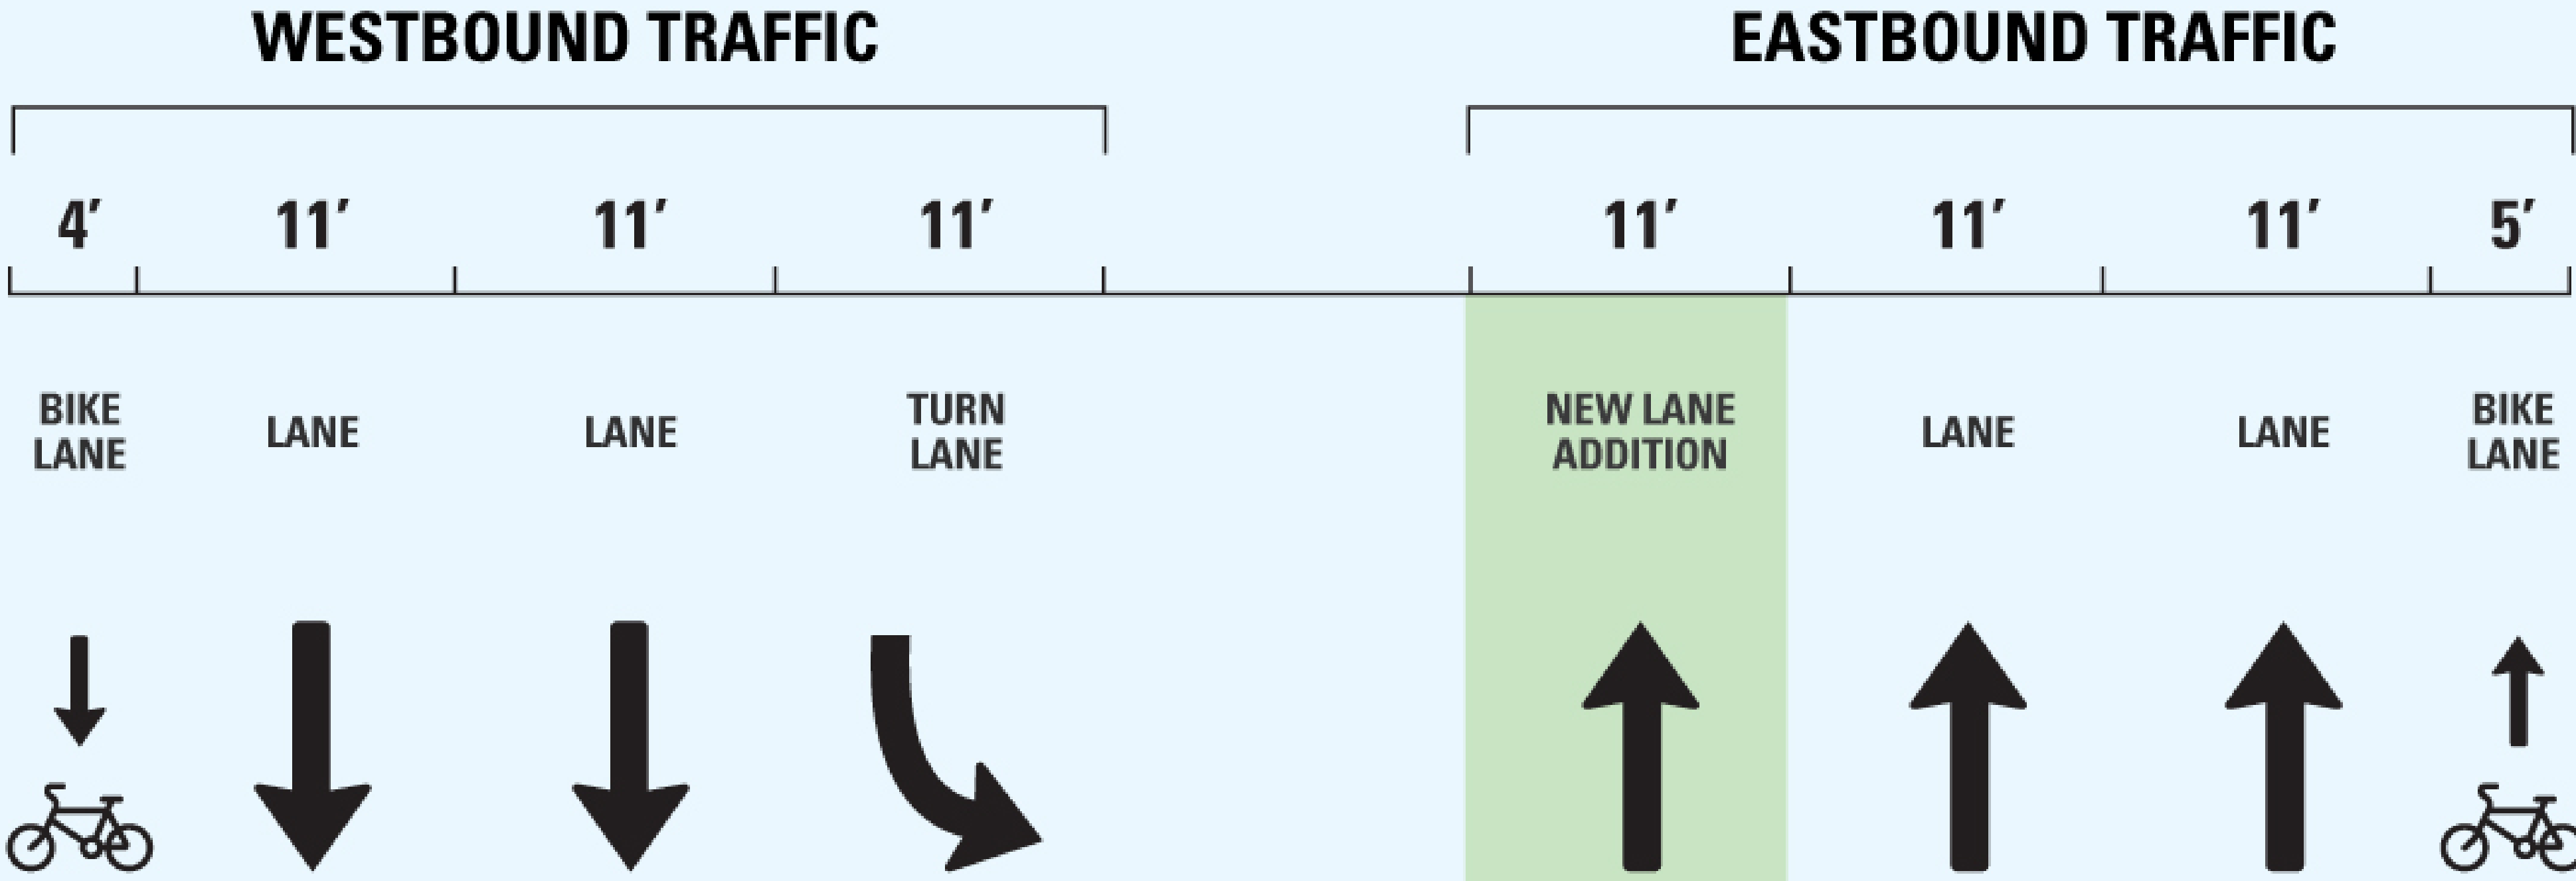 WESTBOUND TRAFFIC
EASTBOUND TRAFFIC
4′ 11′ 11′ 11′ 11′ 11′ 11′ 5′
BIKE
LANE
LANE
LANE
TURN
LANE
NEW LANE
ADDITION
LANE
LANE
BIKE
LANE